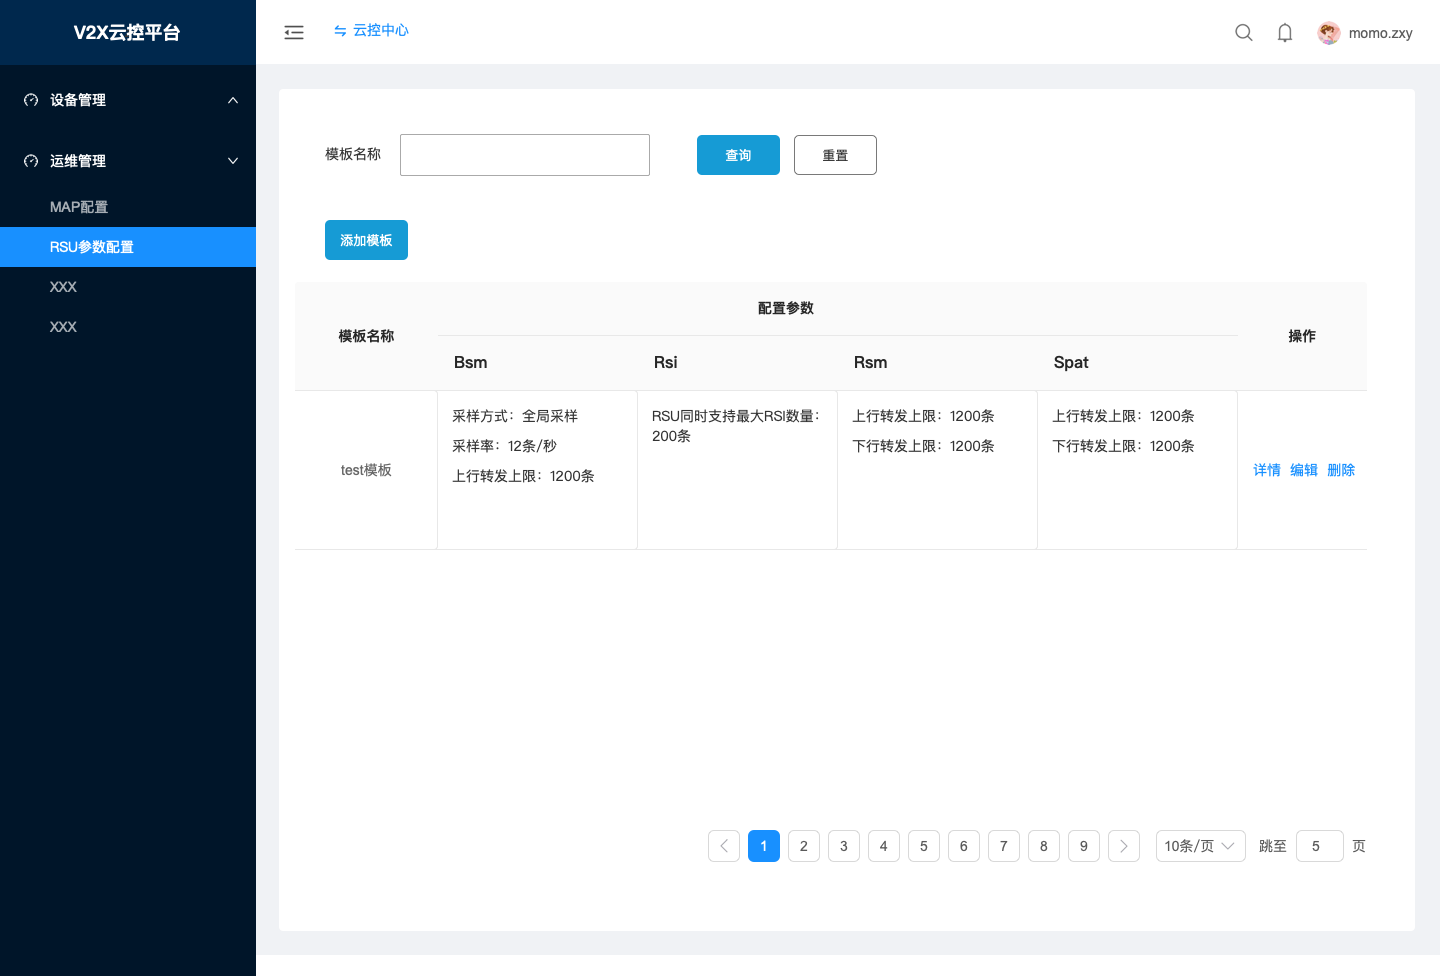 V2X云控平台
云控中心
momo.zxy
设备管理
运维管理
MAP配置
RSU参数配置
XXX
XXX
模板名称
查询
重置
添加模板
模板名称
配置参数
操作
Bsm
Rsi
Rsm
Spat
test模板
采样方式：全局采样
采样率：12条/秒
上行转发上限：1200条
RSU同时支持最大RSI数量：
200条
上行转发上限：1200条
下行转发上限：1200条
上行转发上限：1200条
下行转发上限：1200条
详情 编辑 删除
1 2 3 4 5 6 7 8 9 10条/页 跳至 5 页